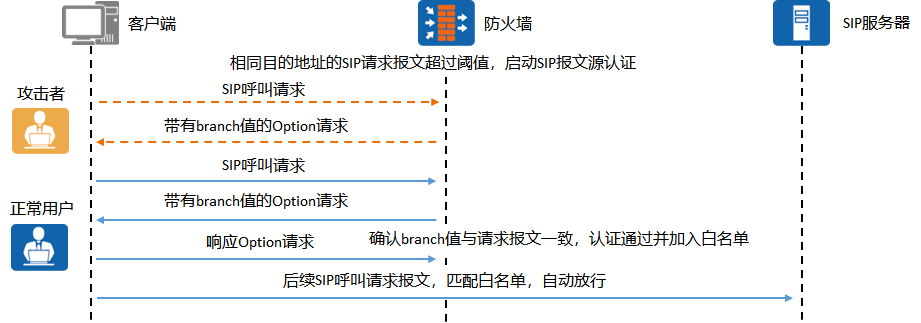 客户端
防火墙
SIP服务器
相同目的地址的SIP请求报文超过阈值，启动SIP报文源认证
攻击者
SIP呼叫请求
带有branch值的Option请求
SIP呼叫请求
正常用户
带有branch值的Option请求
响应Option请求
确认branch值与请求报文一致，认证通过并加入白名单
后续SIP呼叫请求报文，匹配白名单，自动放行